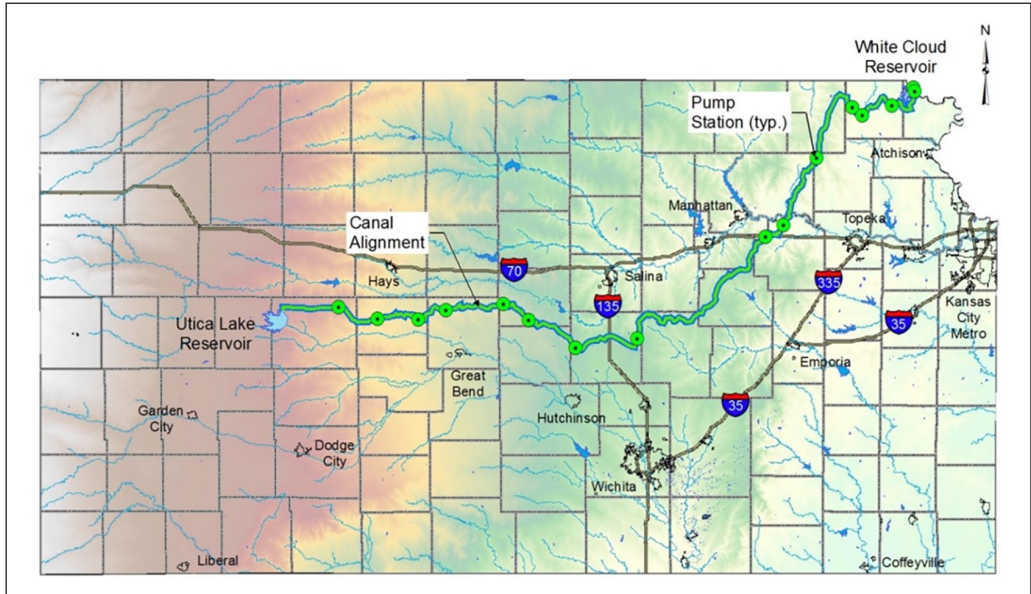 N
White Cloud
Reservoir
Pump
Station (typ.)
Atchison
Manhattan
Topeka
Canal
Alignment
Hays
70
Salina
135
335
Kansas
City
Metro
35
Utica Lake
Reservoir
Emporia
Great
Bend
35
Garden
City
Hutchinson
Dodge
City
Wichita
Liberal
Coffeyville